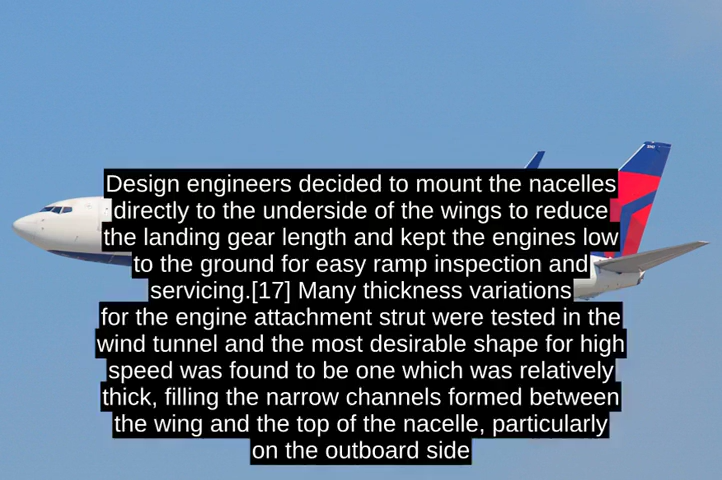 Design engineers decided to mount the nacelles
directly to the underside of the wings to reduce
the landing gear length and kept the engines low
to the ground for easy ramp inspection and
servicing.[17] Many thickness variations
for the engine attachment strut were tested in the
wind tunnel and the most desirable shape for high
speed was found to be one which was relatively
thick, filling the narrow channels formed between
the wing and the top of the nacelle, particularly
on the outboard side